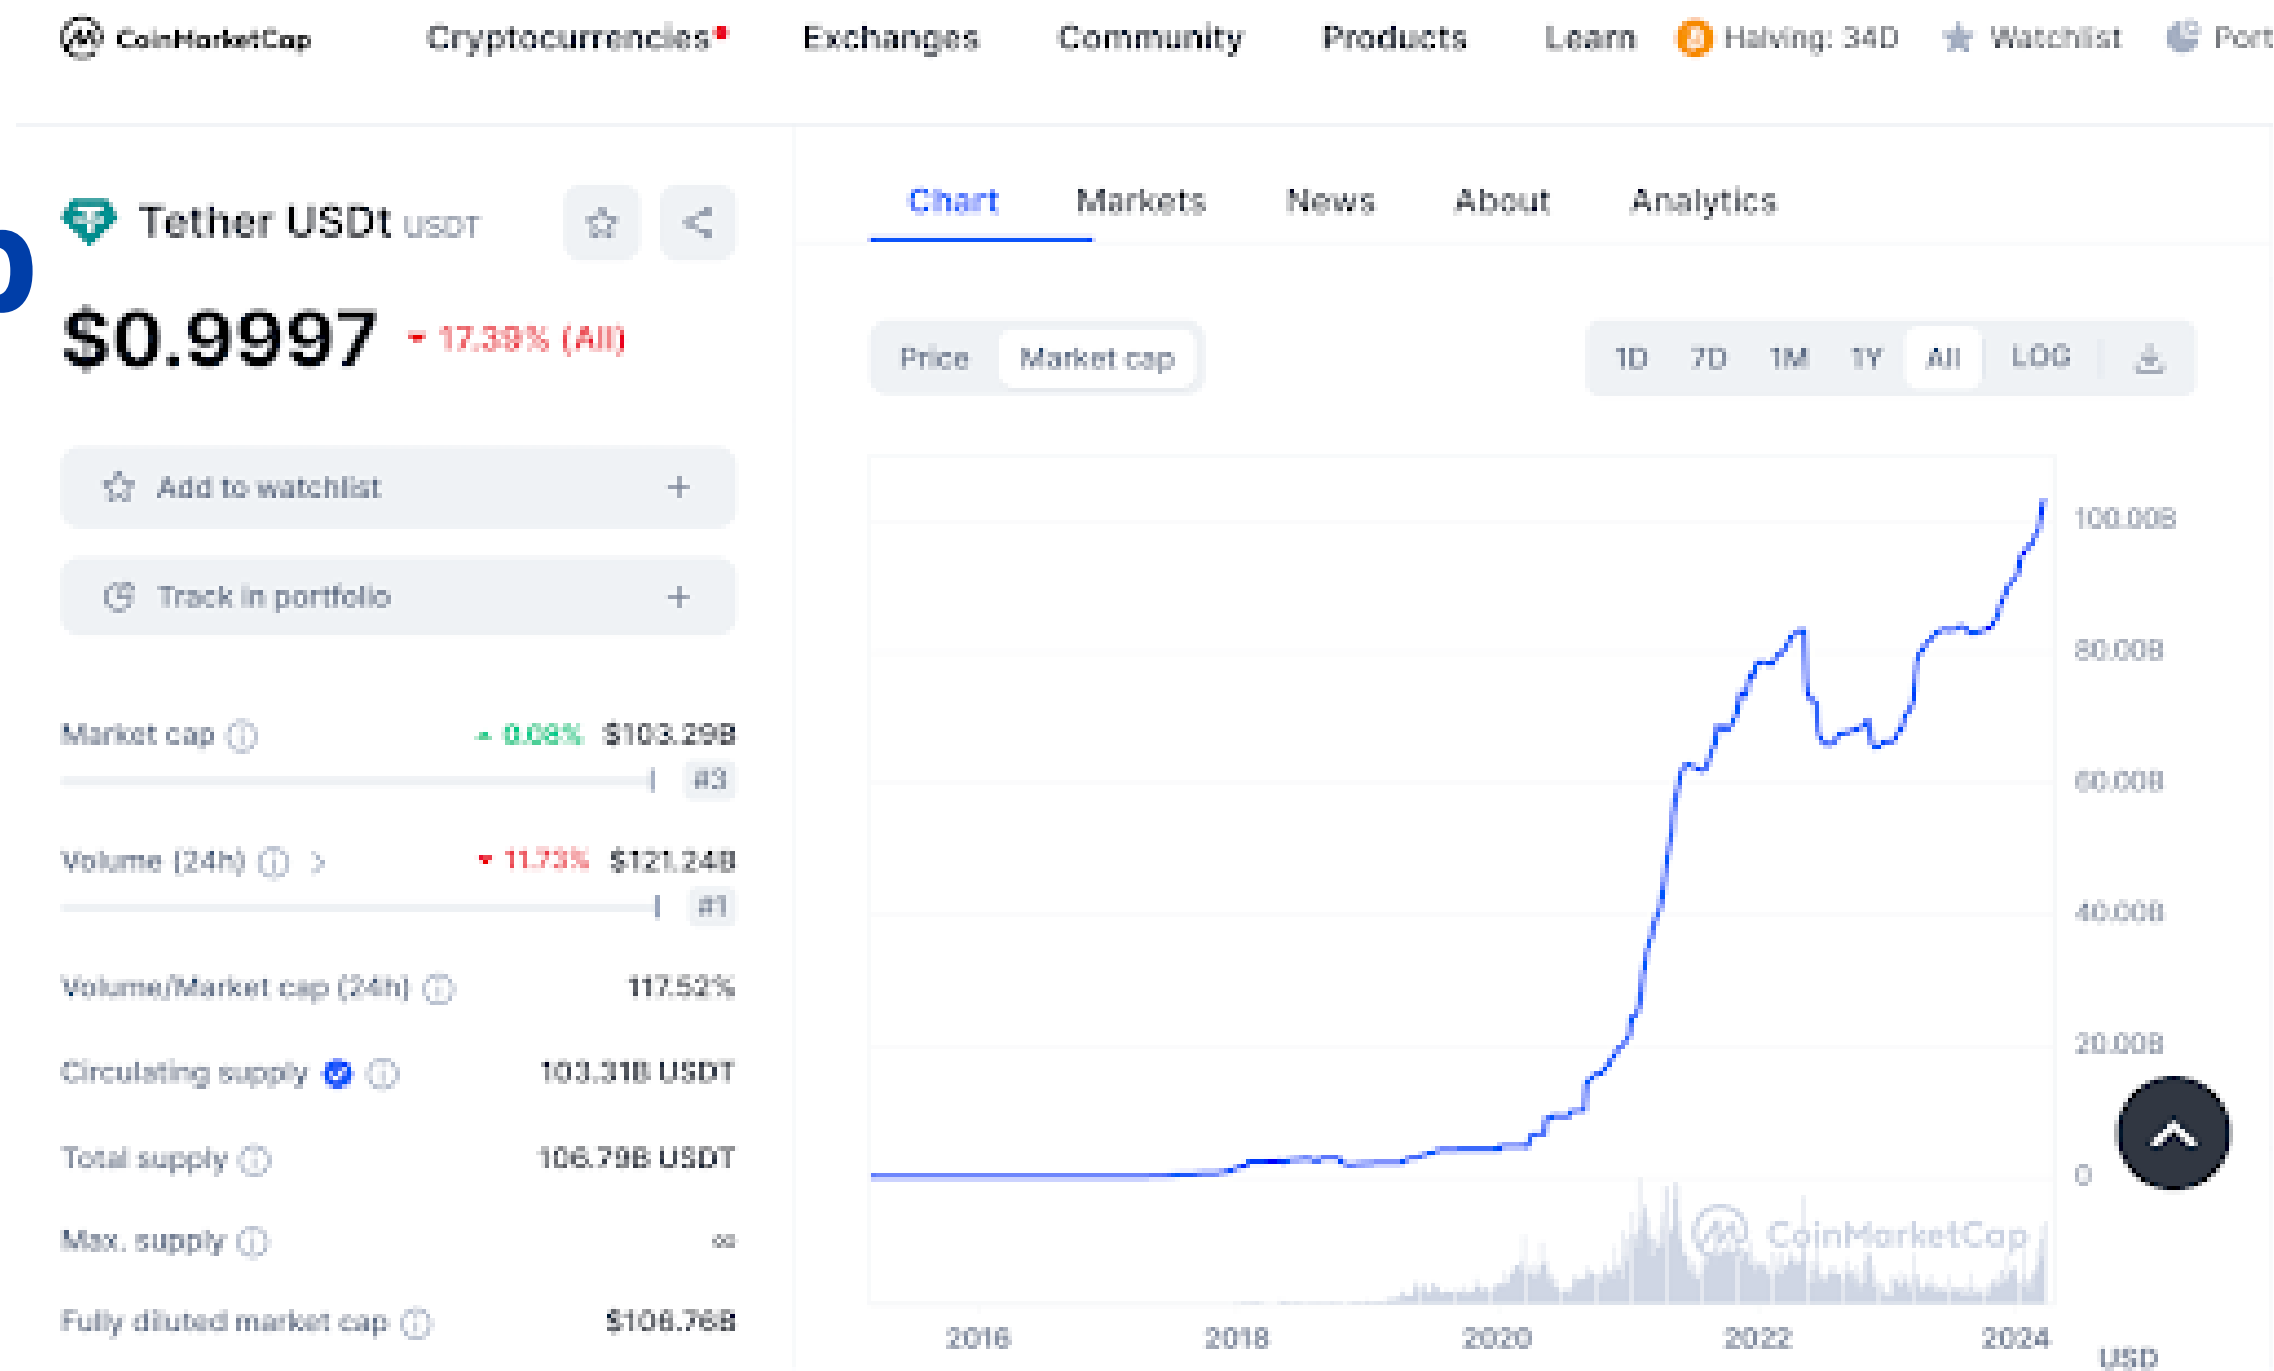 CoinMarketCap Cryptocurrencies Exchanges Community Products Learn Halving: 34D Watchlist Port
Tether USDt USDT
$0.9997 17.39% (All)
Add to watchlist
Track in portfolio
Market cap 0.08% $103.29B
#3
Volume (24h) 11.73% $121.24B
#1
Volume/Market cap (24h) 117.52%
Circulating supply 103.31B USDT
Total supply 106.79B USDT
Max. supply ∞
Fully diluted market cap $106.76B
Chart Markets News About Analytics
Price Market cap
1D 7D 1M 1Y All LOG
100.00B
80.00B
60.00B
40.00B
20.00B
0
CoinMarketCap
2016 2018 2020 2022 2024
USD